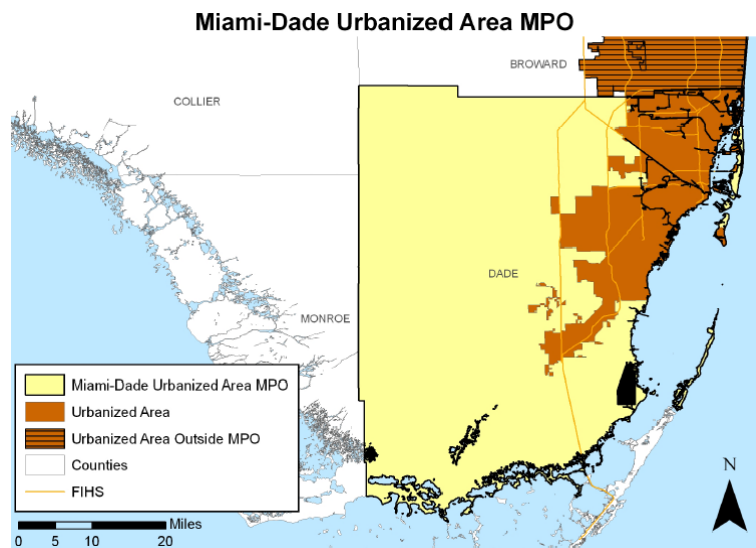 Miami-Dade Urbanized Area MPO
BROWARD
COLLIER
DADE
MONROE
Miami-Dade Urbanized Area MPO
Urbanized Area
Urbanized Area Outside MPO
Counties
FIHS
N
Miles
0 5 10 20